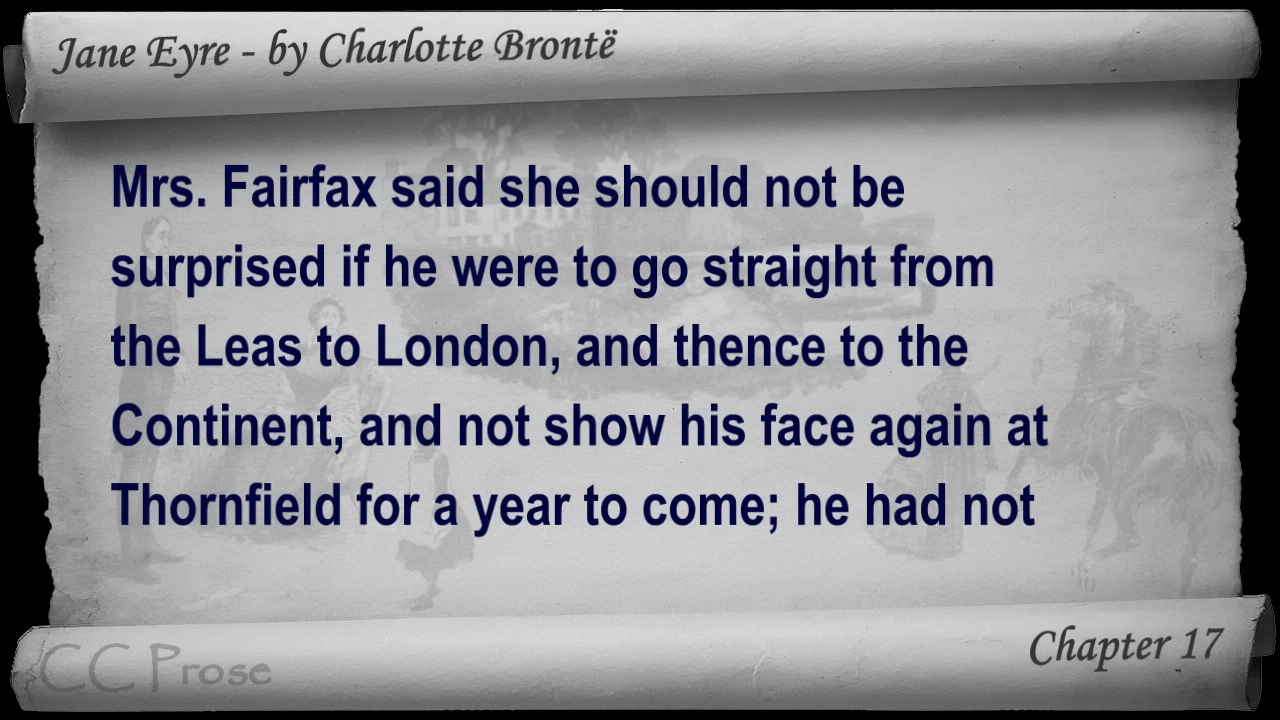 Jane Eyre - by Charlotte Brontë
Mrs. Fairfax said she should not be
surprised if he were to go straight from
the Leas to London, and thence to the
Continent, and not show his face again at
Thornfield for a year to come; he had not
Chapter 17
CC Prose